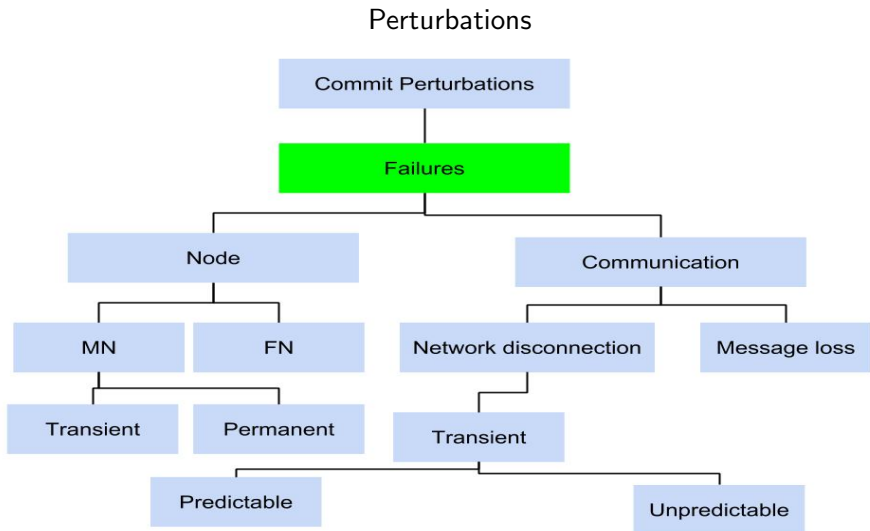 Perturbations
Commit Perturbations
Failures
Node
Communication
MN
FN
Network disconnection
Message loss
Transient
Permanent
Transient
Predictable
Unpredictable